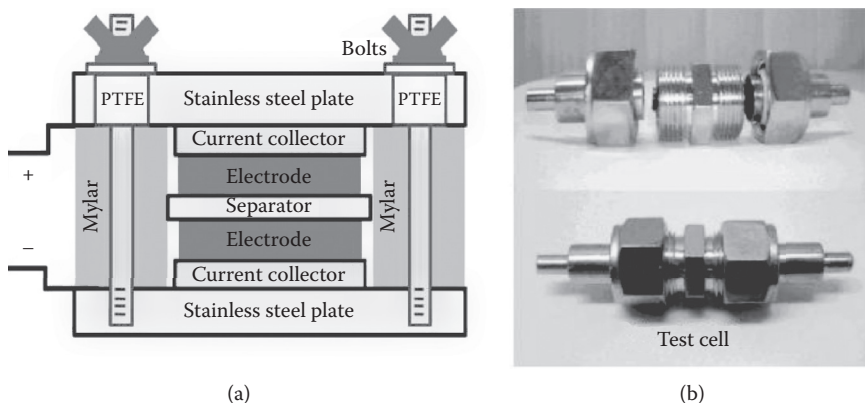 Bolts
PTFE
Stainless steel plate
PTFE
Current collector
+
Electrode
Mylar
Separator
Mylar
−
Electrode
Current collector
Stainless steel plate
Test cell
(a)
(b)